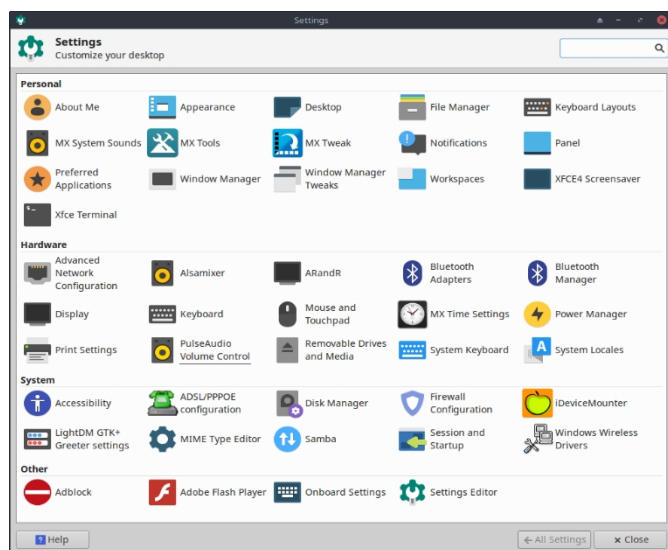 Settings
Settings
Customize your desktop
Personal
About Me
Appearance
Desktop
File Manager
Keyboard Layouts
MX System Sounds
MX Tools
MX Tweak
Notifications
Panel
Preferred
Applications
Window Manager
Window Manager
Tweaks
Workspaces
XFCE4 Screensaver
Xfce Terminal
Hardware
Advanced
Network
Configuration
Alsamixer
ARandR
Bluetooth
Adapters
Bluetooth
Manager
Display
Keyboard
Mouse and
Touchpad
MX Time Settings
Power Manager
Print Settings
PulseAudio
Volume Control
Removable Drives
and Media
System Keyboard
A
System Locales
System
Accessibility
ADSL/PPPOE
configuration
Disk Manager
Firewall
Configuration
iDeviceMounter
LightDM GTK+
Greeter settings
MIME Type Editor
Samba
Session and
Startup
Windows Wireless
Drivers
Other
Adblock
Adobe Flash Player
Onboard Settings
Settings Editor
? Help
← All Settings
× Close